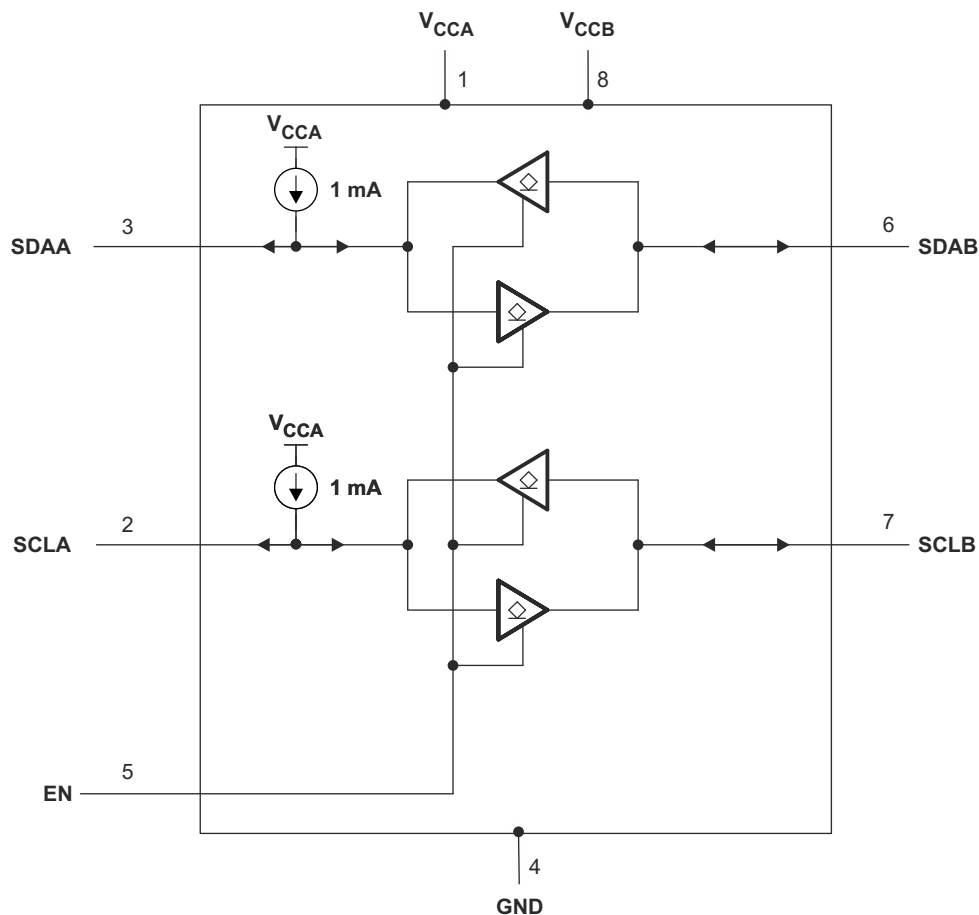 VCCA
VCCB
1
8
VCCA
1 mA
3
6
SDAA
SDAB
VCCA
1 mA
2
7
SCLA
SCLB
5
EN
4
GND